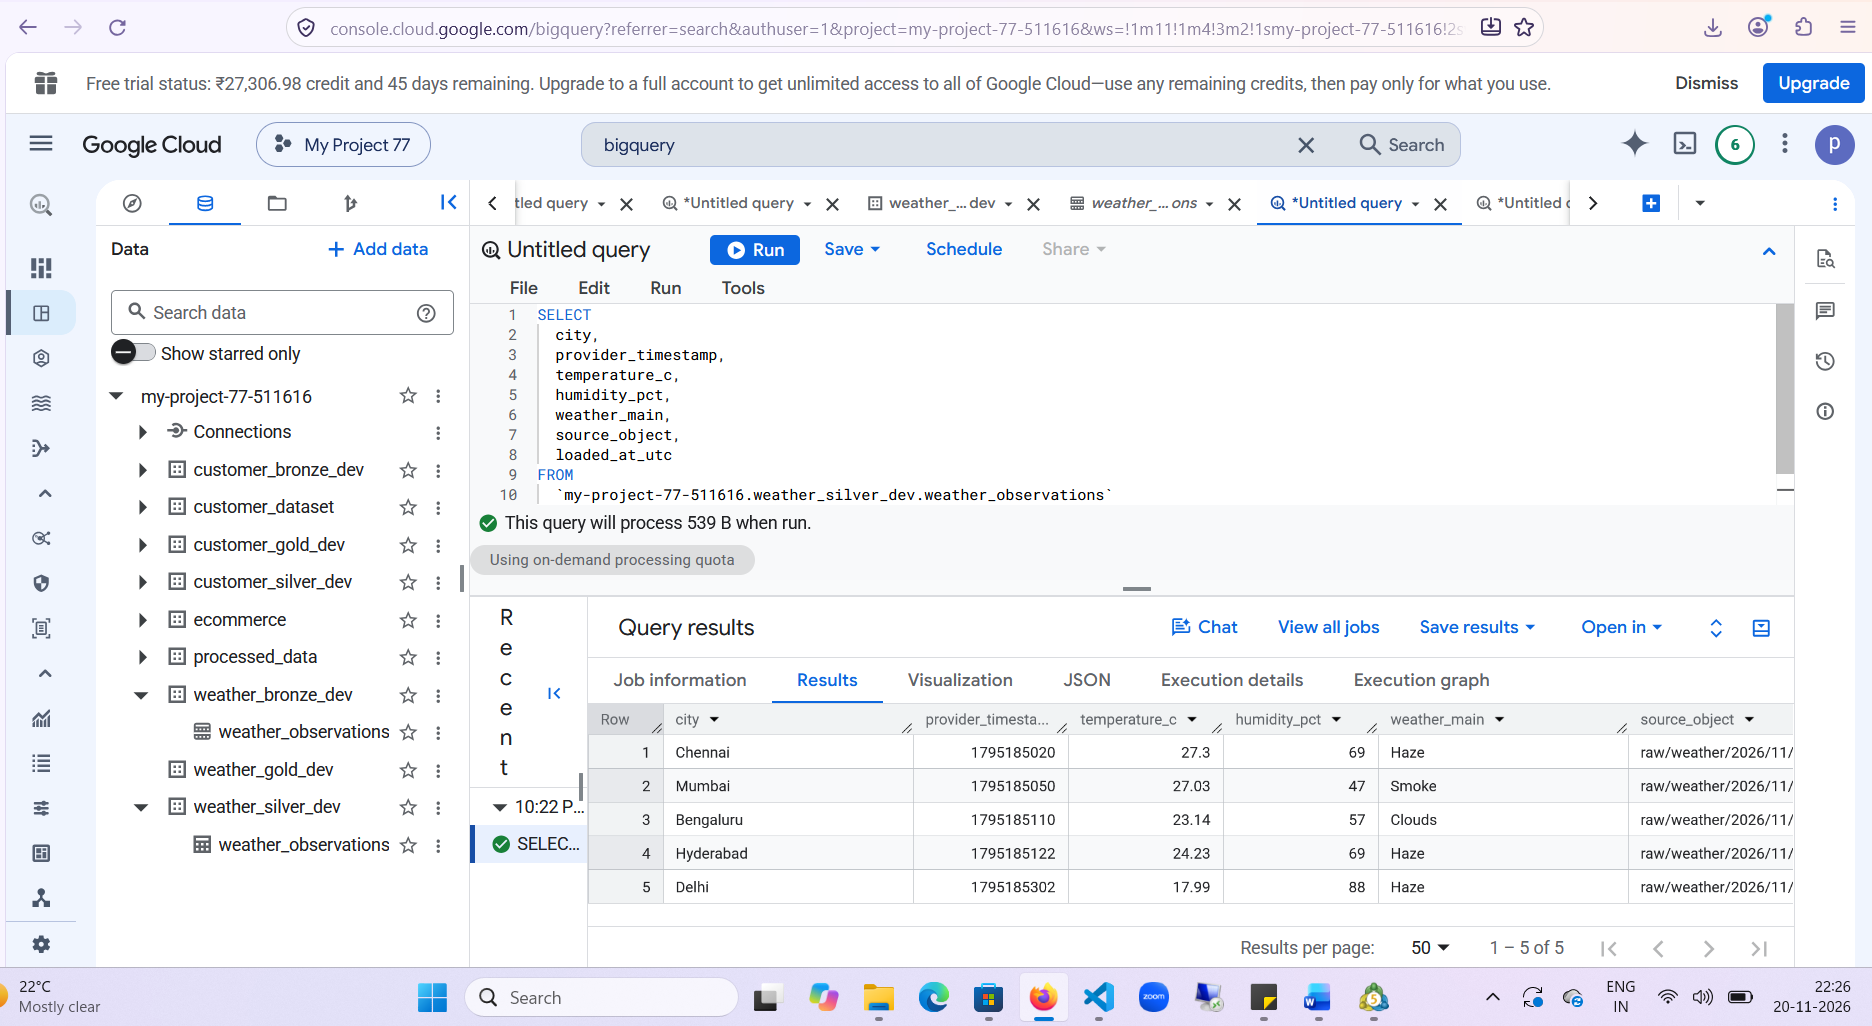 console.cloud.google.com/bigquery?referrer=search&authuser=1&project=my-project-77-511616&ws=!1m11!1m4!3m2!1smy-project-77-511616!2s
Free trial status: ₹27,306.98 credit and 45 days remaining. Upgrade to a full account to get unlimited access to all of Google Cloud—use any remaining credits, then pay only for what you use.
Dismiss
Upgrade
Google Cloud
My Project 77
bigquery
Search
6
p
tled query
*Untitled query
weather_... dev
weather_...ons
*Untitled query
*Untitled
Data
Add data
Search data
Show starred only
my-project-77-511616
Connections
customer_bronze_dev
customer_dataset
customer_gold_dev
customer_silver_dev
ecommerce
processed_data
weather_bronze_dev
weather_observations
weather_gold_dev
weather_silver_dev
weather_observations
Untitled query
Run
Save
Schedule
Share
File Edit Run Tools
1 SELECT
2 city,
3 provider_timestamp,
4 temperature_c,
5 humidity_pct,
6 weather_main,
7 source_object,
8 loaded_at_utc
9 FROM
10 `my-project-77-511616.weather_silver_dev.weather_observations`
This query will process 539 B when run.
Using on-demand processing quota
Recent
10:22 P...
SELEC...
Query results
Chat
View all jobs
Save results
Open in
Job information Results Visualization JSON Execution details Execution graph
Row city provider_timesta... temperature_c humidity_pct weather_main source_object
1 Chennai 1795185020 27.3 69 Haze raw/weather/2026/11/
2 Mumbai 1795185050 27.03 47 Smoke raw/weather/2026/11/
3 Bengaluru 1795185110 23.14 57 Clouds raw/weather/2026/11/
4 Hyderabad 1795185122 24.23 69 Haze raw/weather/2026/11/
5 Delhi 1795185302 17.99 88 Haze raw/weather/2026/11/
Results per page: 50 1 – 5 of 5
22°C
Mostly clear
Search
zoom
ENG
IN
22:26
20-11-2026